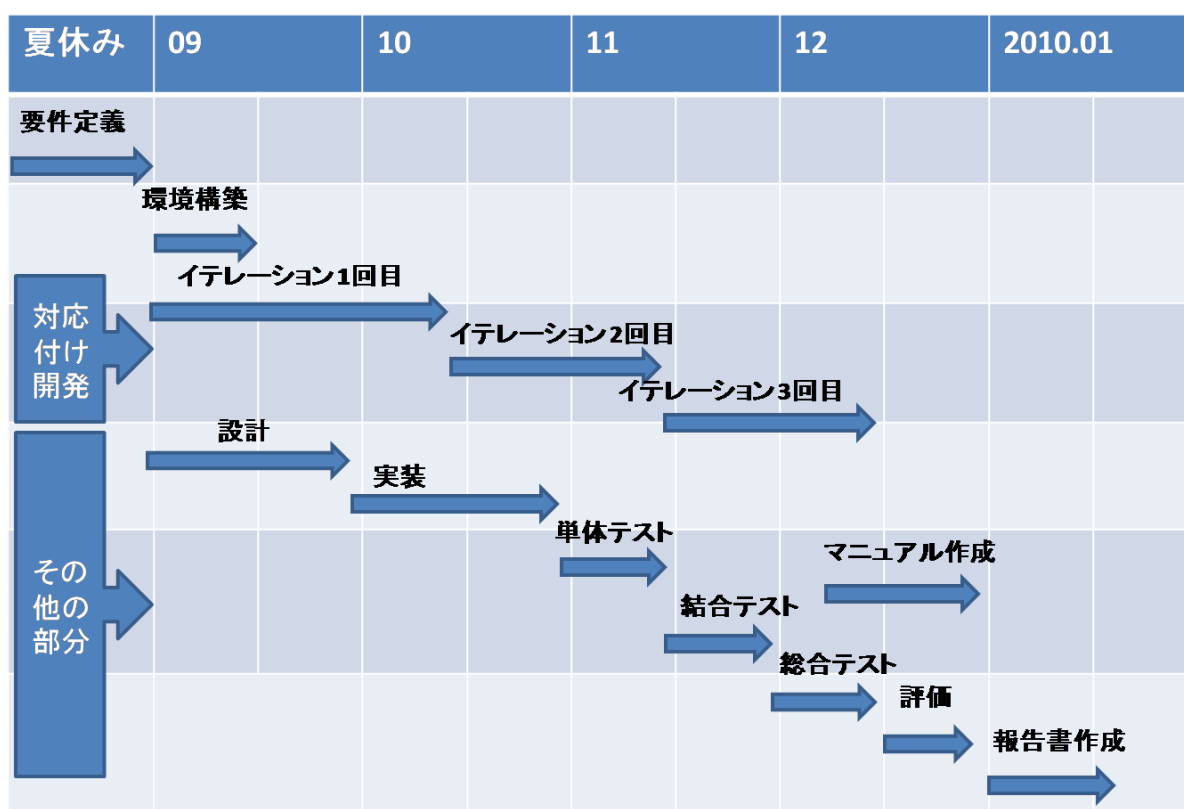 夏休み
09
10
11
12
2010.01
要件定義
環境構築
イテレーション1回目
対応
付け
開発
イテレーション2回目
イテレーション3回目
設計
実装
単体テスト
マニュアル作成
その
他の
部分
結合テスト
総合テスト
評価
報告書作成